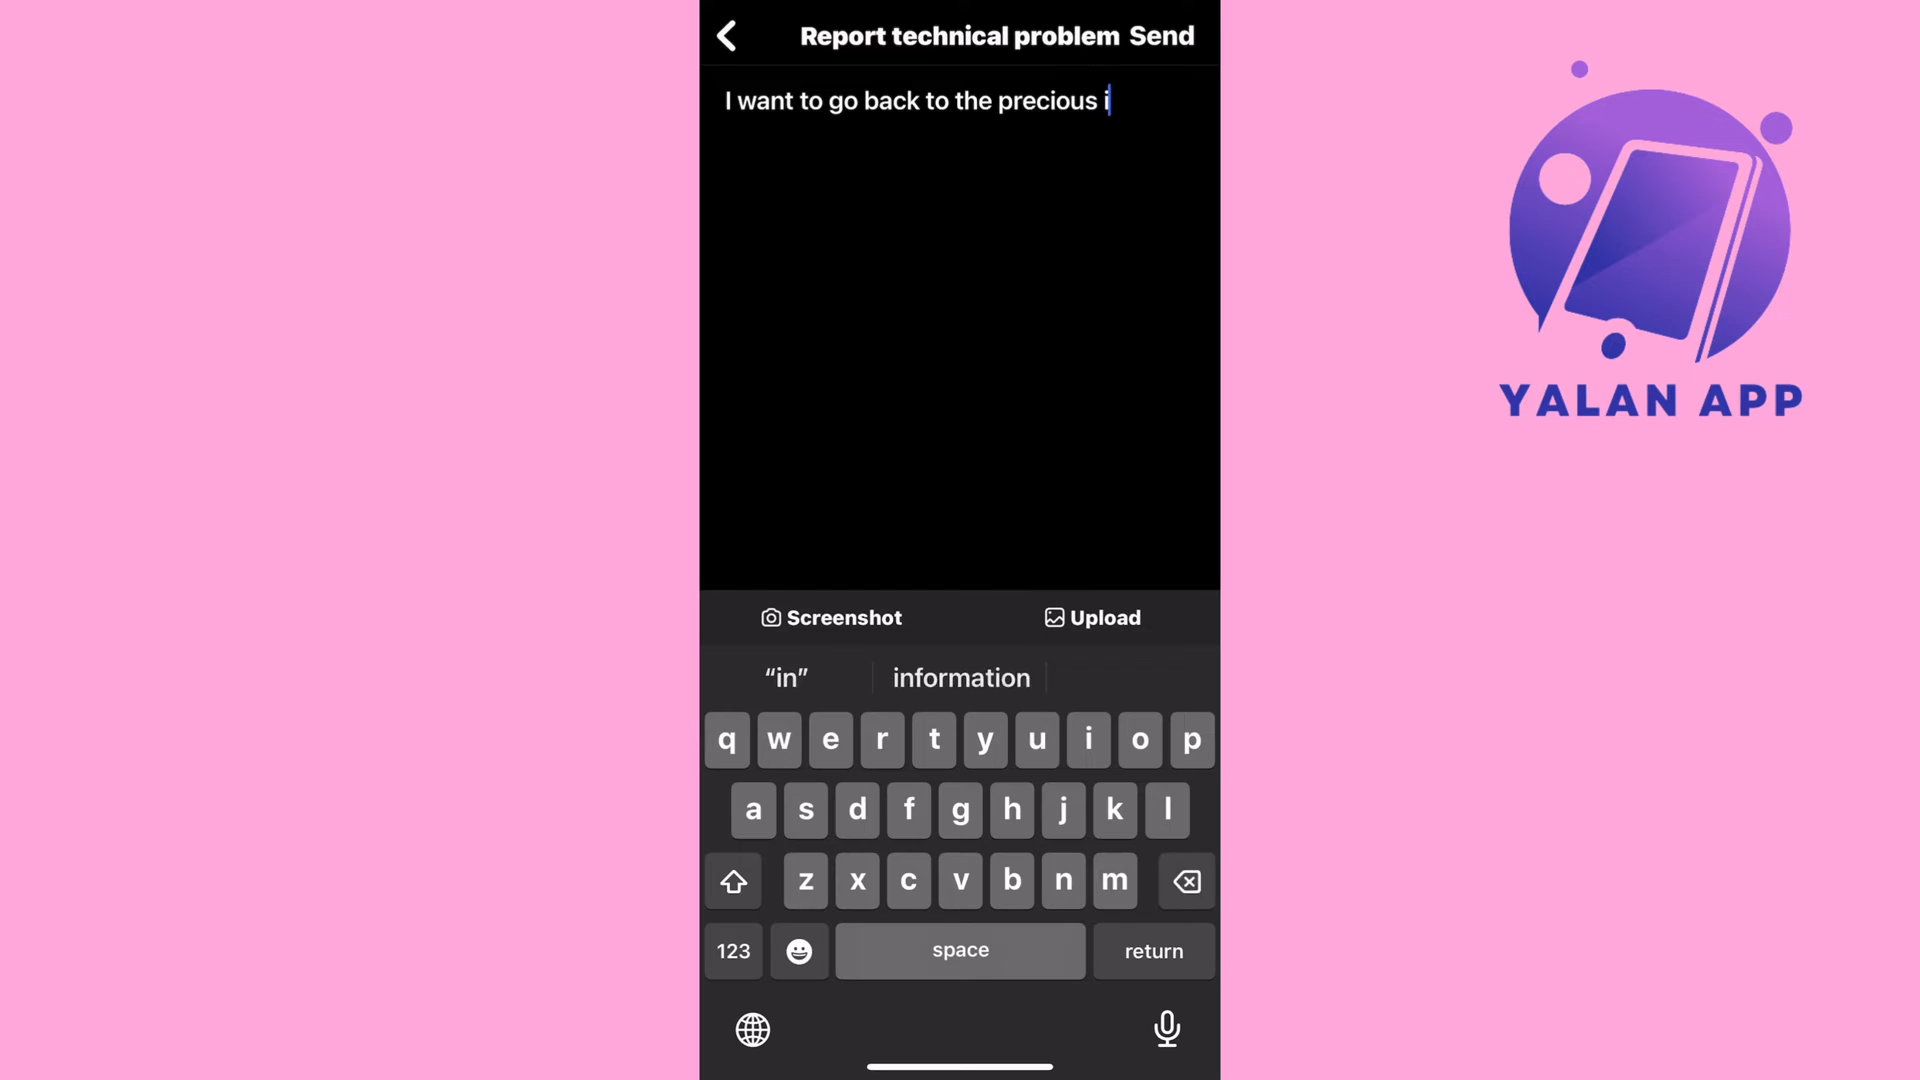 Report technical problem Send
I want to go back to the precious i
YALAN APP
Screenshot Upload
“in” information
q w e r t y u i o p
a s d f g h j k l
z x c v b n m
123 space return